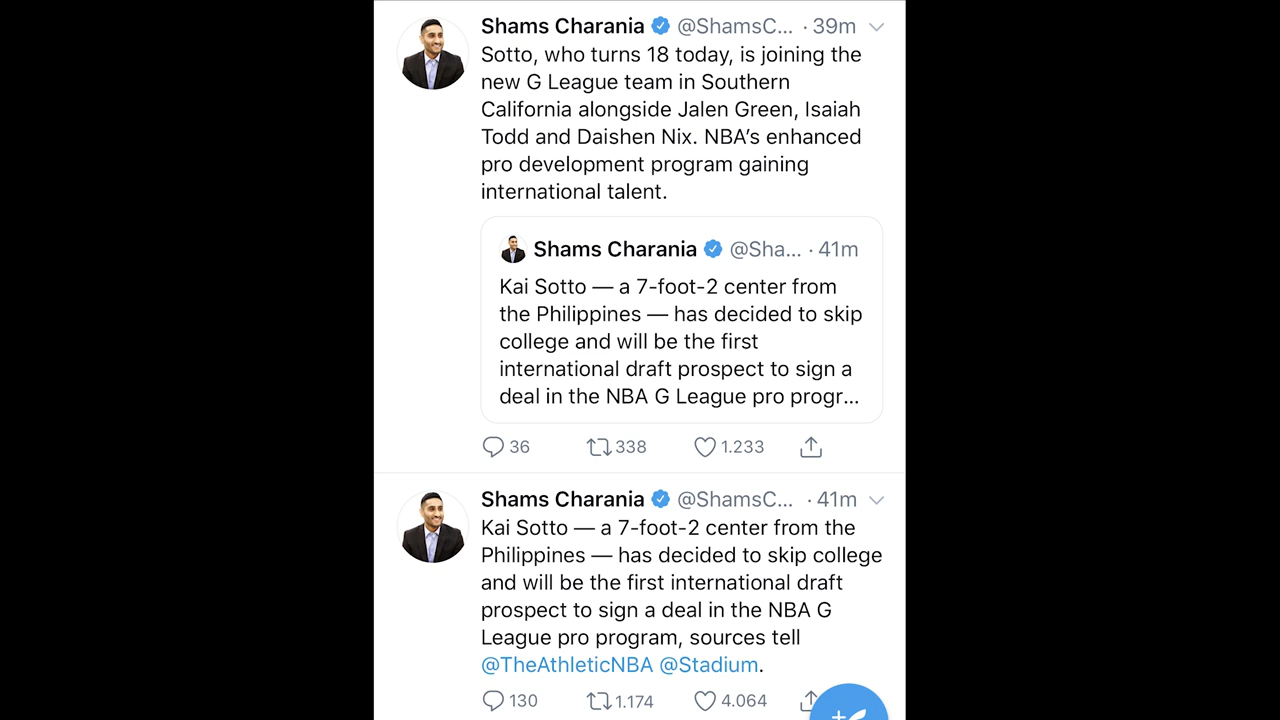 Shams Charania @ShamsC... · 39m
Sotto, who turns 18 today, is joining the
new G League team in Southern
California alongside Jalen Green, Isaiah
Todd and Daishen Nix. NBA’s enhanced
pro development program gaining
international talent.
Shams Charania @Sha... · 41m
Kai Sotto — a 7-foot-2 center from
the Philippines — has decided to skip
college and will be the first
international draft prospect to sign a
deal in the NBA G League pro progr...
36 338 1.233
Shams Charania @ShamsC... · 41m
Kai Sotto — a 7-foot-2 center from the
Philippines — has decided to skip college
and will be the first international draft
prospect to sign a deal in the NBA G
League pro program, sources tell
@TheAthleticNBA @Stadium.
130 1.174 4.064